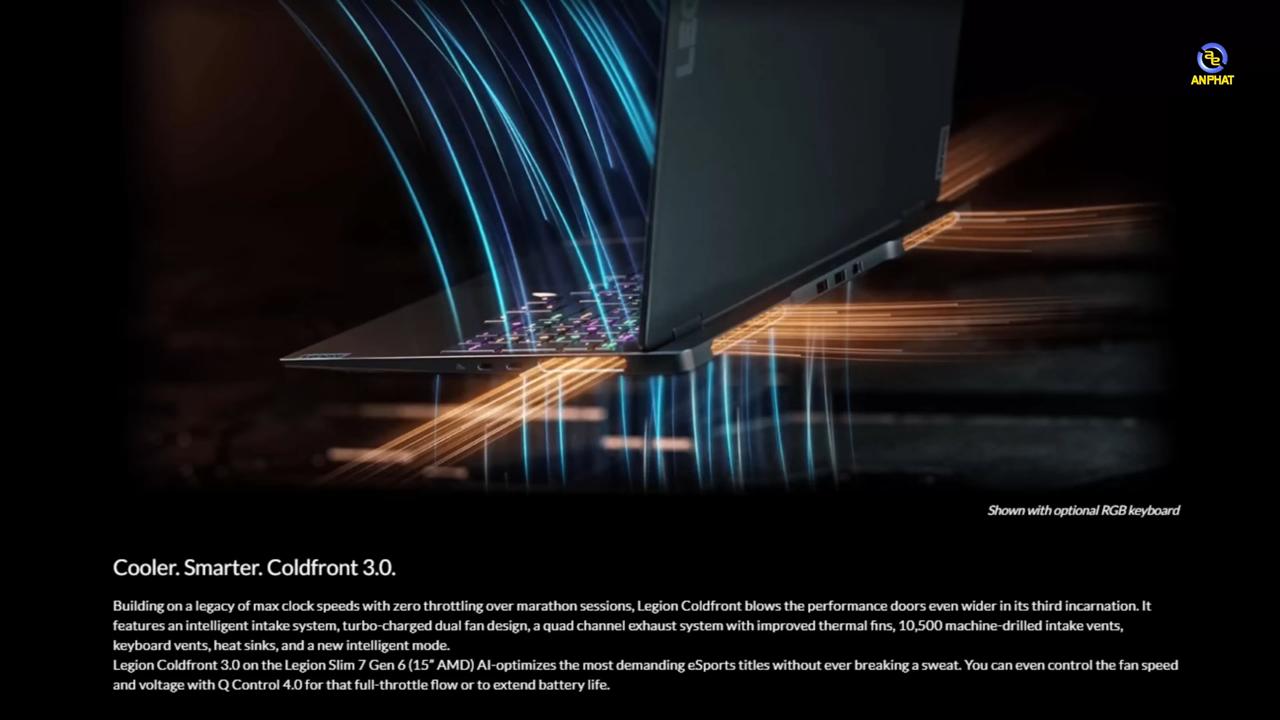 LEG
ANPHAT
Shown with optional RGB keyboard
Cooler. Smarter. Coldfront 3.0.
Building on a legacy of max clock speeds with zero throttling over marathon sessions, Legion Coldfront blows the performance doors even wider in its third incarnation. It
features an intelligent intake system, turbo-charged dual fan design, a quad channel exhaust system with improved thermal fins, 10,500 machine-drilled intake vents,
keyboard vents, heat sinks, and a new intelligent mode.
Legion Coldfront 3.0 on the Legion Slim 7 Gen 6 (15” AMD) AI-optimizes the most demanding eSports titles without ever breaking a sweat. You can even control the fan speed
and voltage with Q Control 4.0 for that full-throttle flow or to extend battery life.